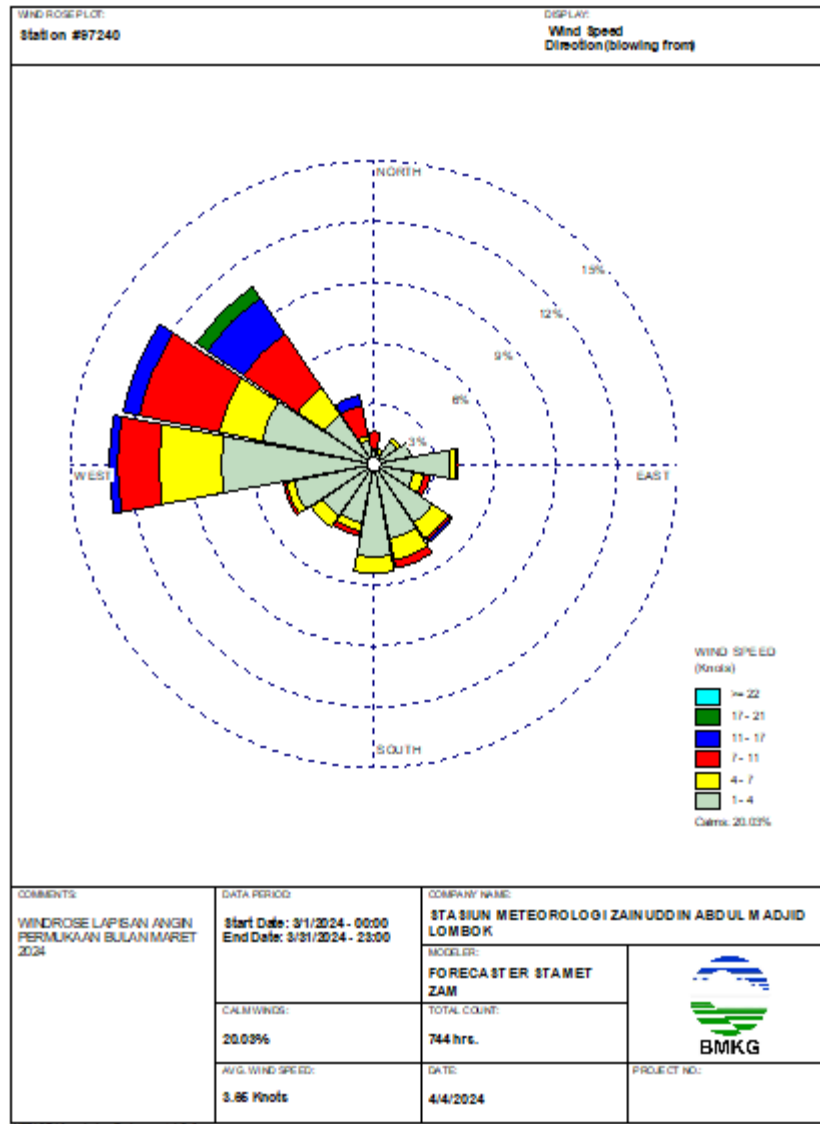 WIND ROSE PLOT:
Station #97240
DISPLAY:
Wind Speed
Direction (blowing from)
NORTH
15%
12%
9%
6%
3%
WEST
EAST
SOUTH
WIND SPEED
(Knots)
>= 22
17 - 21
11 - 17
7 - 11
4 - 7
1 - 4
Calms: 20.03%
COMMENTS:
WINDROSE LAPISAN ANGIN
PERMUKAAN BULAN MARET
2024
DATA PERIOD:
Start Date: 3/1/2024 - 00:00
End Date: 3/31/2024 - 23:00
COMPANY NAME:
STASIUN METEOROLOGI ZAINUDDIN ABDUL MADJID
LOMBOK
MODELER:
FORECASTER STAMET
ZAM
CALM WINDS:
20.03%
TOTAL COUNT:
744 hrs.
BMKG
AVG. WIND SPEED:
3.65 Knots
DATE:
4/4/2024
PROJECT NO.: